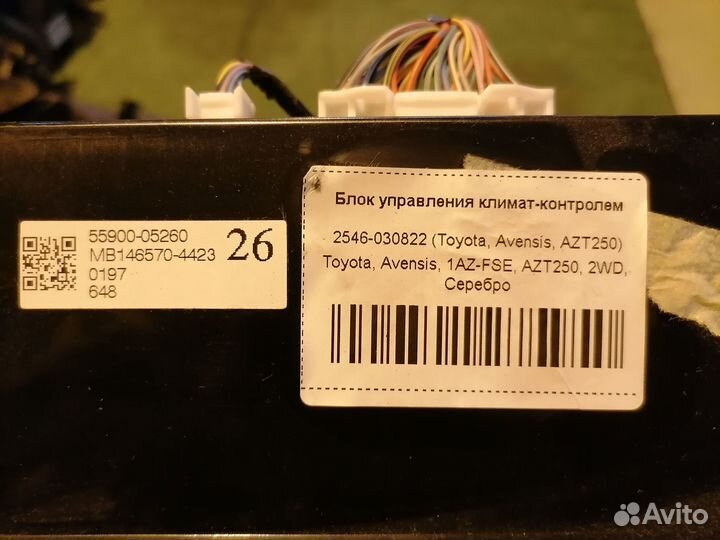 55900-05260
MB146570-4423
0197
648
26
Блок управления климат-контролем
2546-030822 (Toyota, Avensis, AZT250)
Toyota, Avensis, 1AZ-FSE, AZT250, 2WD,
Серебро
Avito